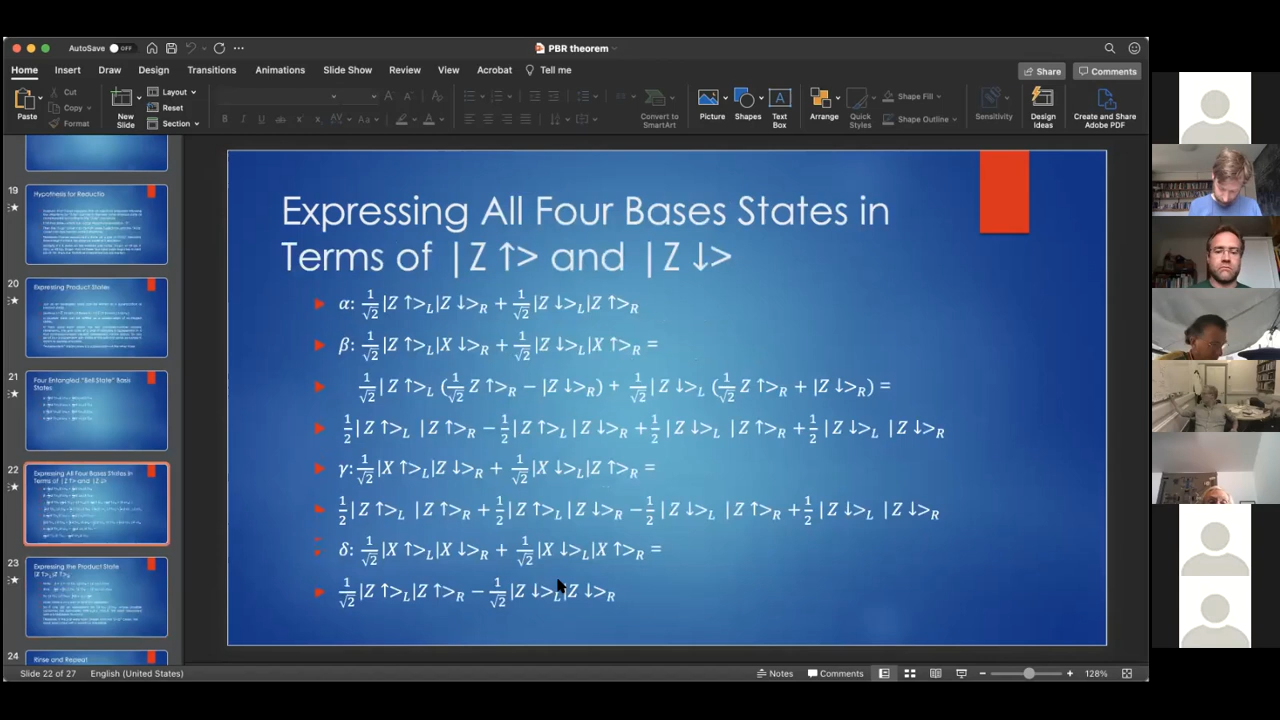 AutoSave OFF
PBR theorem
Home Insert Draw Design Transitions Animations Slide Show Review View Acrobat Tell me
Share Comments
Paste
Cut
Copy
Format
New Slide
Layout
Reset
Section
Convert to SmartArt
Picture
Shapes
Text Box
Arrange
Quick Styles
Shape Fill
Shape Outline
Sensitivity
Design Ideas
Create and Share Adobe PDF
19
Hypothesis for Reductio
20
Expressing Product States
21
Four Entangled "Bell State" Basis States:
22
Expressing All Four Bases States in Terms of |Z ↑> and |Z ↓>
23
Expressing the Product State |Z ↑>L|Z ↑>R
24
Rinse and Repeat
Expressing All Four Bases States in
Terms of |Z ↑> and |Z ↓>
α: 1/√2 |Z ↑>L|Z ↓>R + 1/√2 |Z ↓>L|Z ↑>R
β: 1/√2 |Z ↑>L|X ↓>R + 1/√2 |Z ↓>L|X ↑>R =
1/√2 | Z ↑>L (1/√2 Z ↑>R − |Z ↓>R) + 1/√2 | Z ↓>L (1/√2 Z ↑>R + |Z ↓>R) =
1/2 | Z ↑>L | Z ↑>R − 1/2 | Z ↑>L | Z ↓>R + 1/2 | Z ↓>L | Z ↑>R + 1/2 | Z ↓>L | Z ↓>R
γ: 1/√2 |X ↑>L|Z ↓>R + 1/√2 |X ↓>L|Z ↑>R =
1/2 | Z ↑>L | Z ↑>R + 1/2 | Z ↑>L | Z ↓>R − 1/2 | Z ↓>L | Z ↑>R + 1/2 | Z ↓>L | Z ↓>R
δ: 1/√2 |X ↑>L|X ↓>R + 1/√2 |X ↓>L|X ↑>R =
1/√2 |Z ↑>L|Z ↑>R − 1/√2 |Z ↓>L|Z ↓>R
Slide 22 of 27 English (United States)
Notes Comments 128%